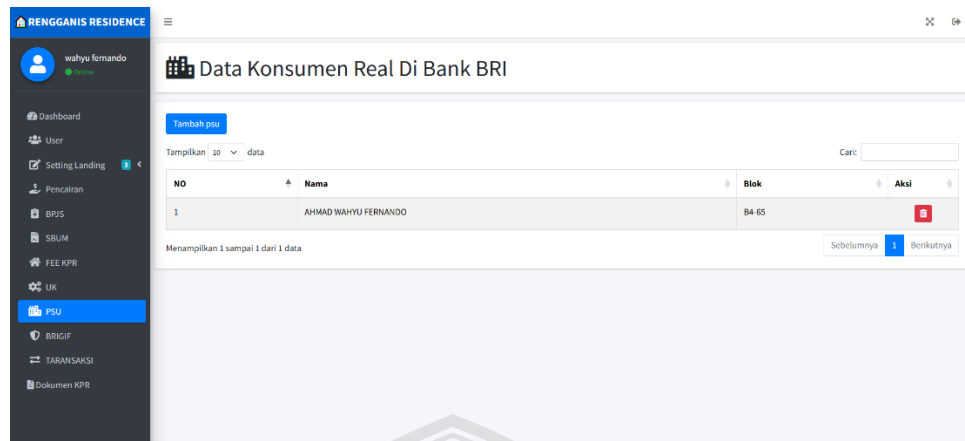 RENGGANIS RESIDENCE
wahyu fernando
Online
Dashboard
User
Setting Landing 3
Pencairan
BPJS
SBUM
FEE KPR
UK
PSU
BRIGIF
TARANSAKSI
Dokumen KPR
Data Konsumen Real Di Bank BRI
Tambah psu
Tampilkan 10 data
Cari:
NO Nama Blok Aksi
1 AHMAD WAHYU FERNANDO B4-65
Menampilkan 1 sampai 1 dari 1 data
Sebelumnya 1 Berikutnya